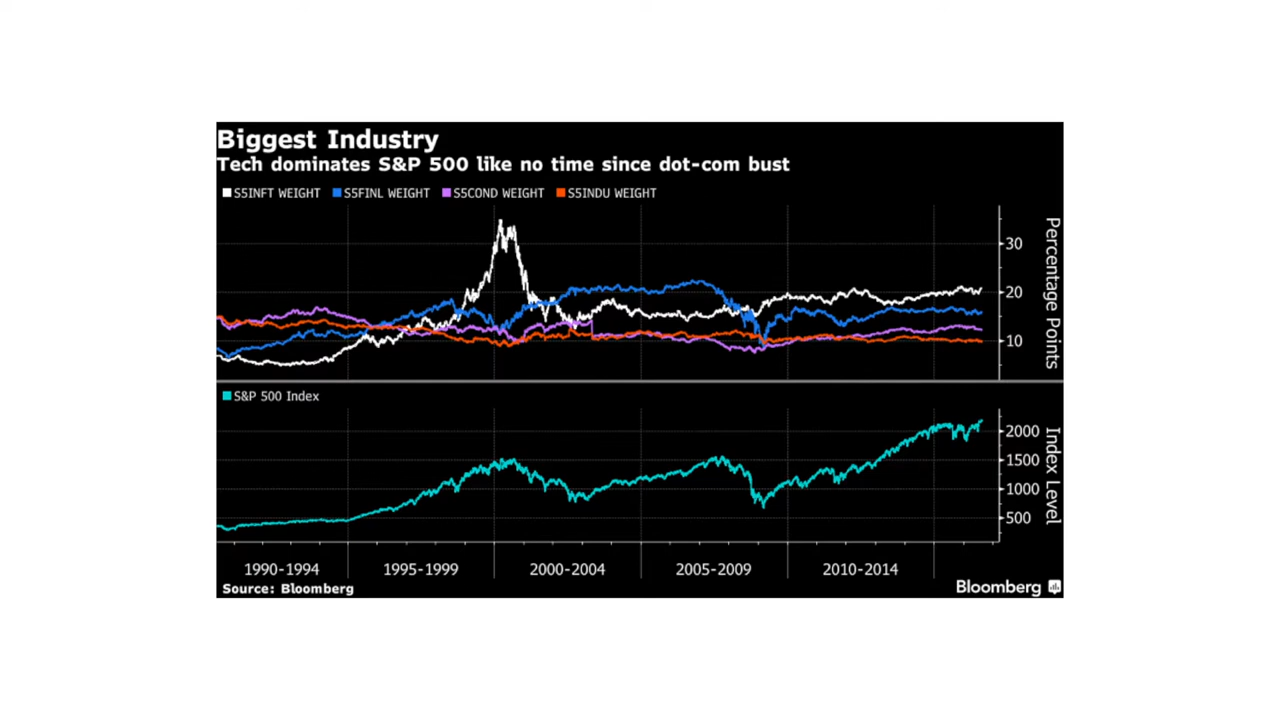 Biggest Industry
Tech dominates S&P 500 like no time since dot-com bust
S5INFT WEIGHT S5FINL WEIGHT S5COND WEIGHT S5INDU WEIGHT
30
20
10
Percentage Points
S&P 500 Index
2000
1500
1000
500
Index Level
1990-1994 1995-1999 2000-2004 2005-2009 2010-2014
Source: Bloomberg
Bloomberg